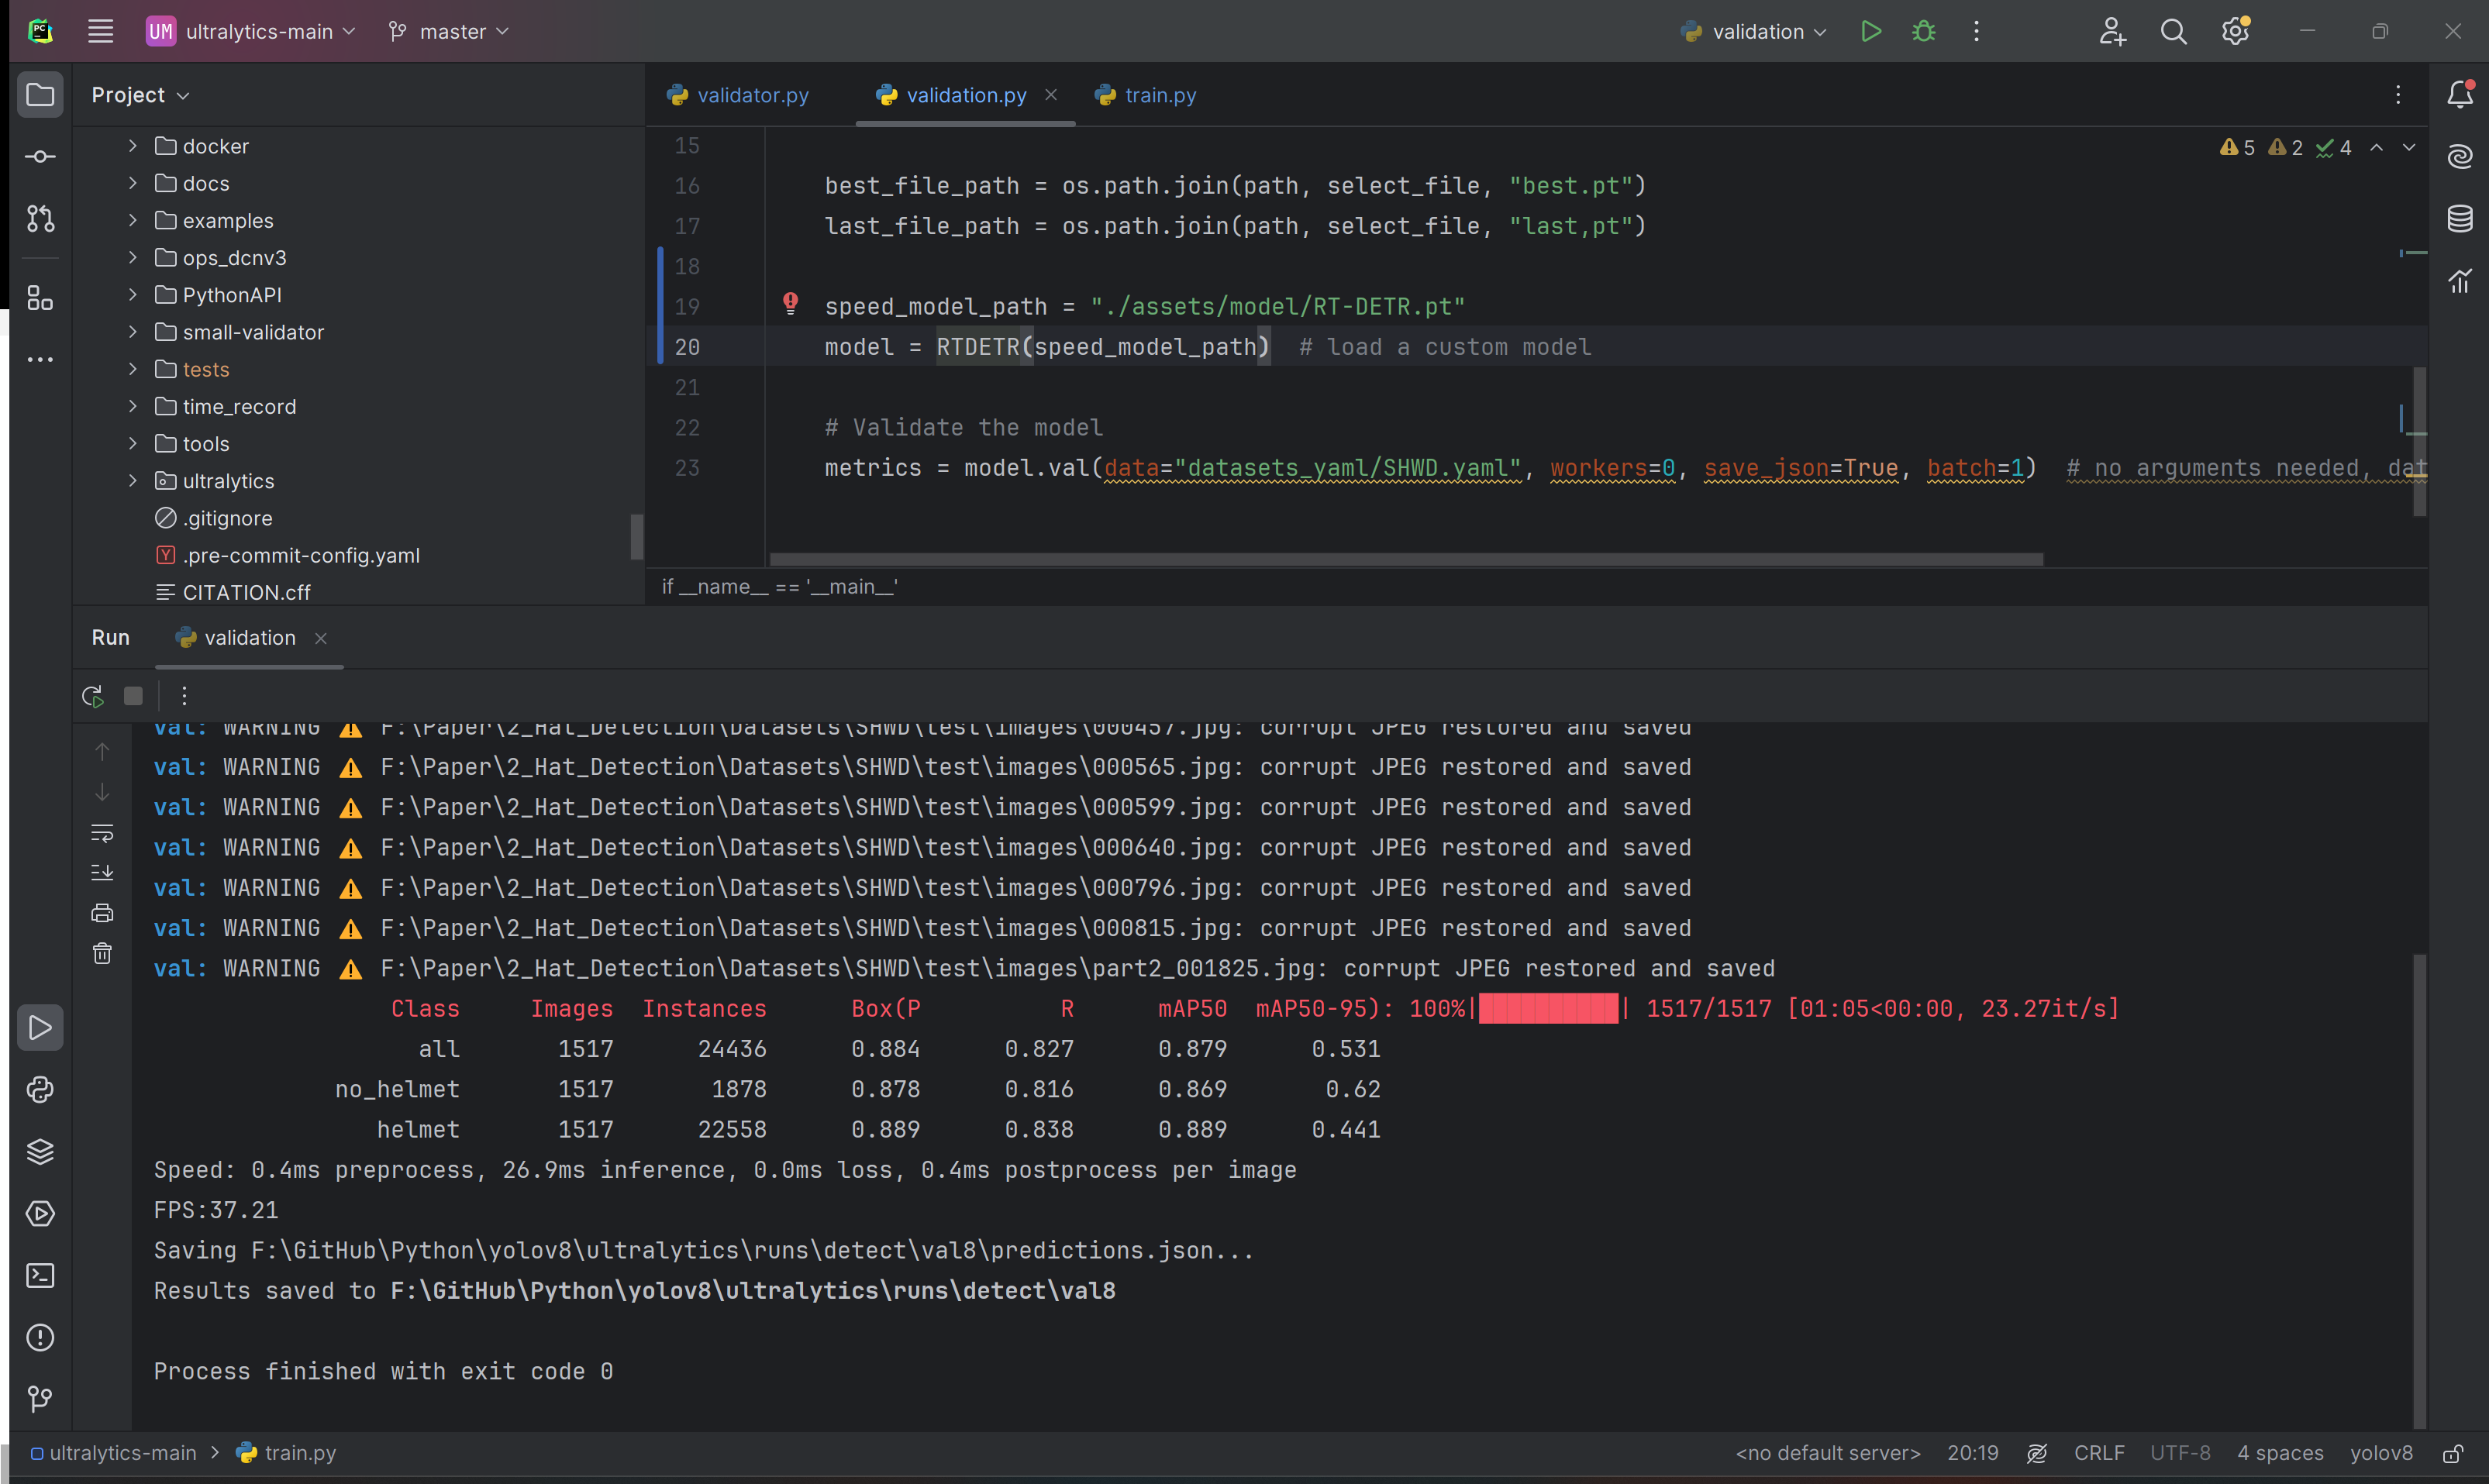 UM ultralytics-main master validation
Project
validator.py validation.py train.py
docker
docs
examples
ops_dcnv3
PythonAPI
small-validator
tests
time_record
tools
ultralytics
.gitignore
.pre-commit-config.yaml
CITATION.cff
5 2 4
15
16 best_file_path = os.path.join(path, select_file, "best.pt")
17 last_file_path = os.path.join(path, select_file, "last,pt")
18
19 speed_model_path = "./assets/model/RT-DETR.pt"
20 model = RTDETR(speed_model_path) # load a custom model
21
22 # Validate the model
23 metrics = model.val(data="datasets_yaml/SHWD.yaml", workers=0, save_json=True, batch=1) # no arguments needed, dat
if __name__ == '__main__'
Run validation
val: WARNING F:\Paper\2_Hat_Detection\Datasets\SHWD\test\images\000457.jpg: corrupt JPEG restored and saved
val: WARNING F:\Paper\2_Hat_Detection\Datasets\SHWD\test\images\000565.jpg: corrupt JPEG restored and saved
val: WARNING F:\Paper\2_Hat_Detection\Datasets\SHWD\test\images\000599.jpg: corrupt JPEG restored and saved
val: WARNING F:\Paper\2_Hat_Detection\Datasets\SHWD\test\images\000640.jpg: corrupt JPEG restored and saved
val: WARNING F:\Paper\2_Hat_Detection\Datasets\SHWD\test\images\000796.jpg: corrupt JPEG restored and saved
val: WARNING F:\Paper\2_Hat_Detection\Datasets\SHWD\test\images\000815.jpg: corrupt JPEG restored and saved
val: WARNING F:\Paper\2_Hat_Detection\Datasets\SHWD\test\images\part2_001825.jpg: corrupt JPEG restored and saved
Class Images Instances Box(P R mAP50 mAP50-95): 100%|██████████| 1517/1517 [01:05<00:00, 23.27it/s]
all 1517 24436 0.884 0.827 0.879 0.531
no_helmet 1517 1878 0.878 0.816 0.869 0.62
helmet 1517 22558 0.889 0.838 0.889 0.441
Speed: 0.4ms preprocess, 26.9ms inference, 0.0ms loss, 0.4ms postprocess per image
FPS:37.21
Saving F:\GitHub\Python\yolov8\ultralytics\runs\detect\val8\predictions.json...
Results saved to F:\GitHub\Python\yolov8\ultralytics\runs\detect\val8
Process finished with exit code 0
ultralytics-main > train.py <no default server> 20:19 CRLF UTF-8 4 spaces yolov8